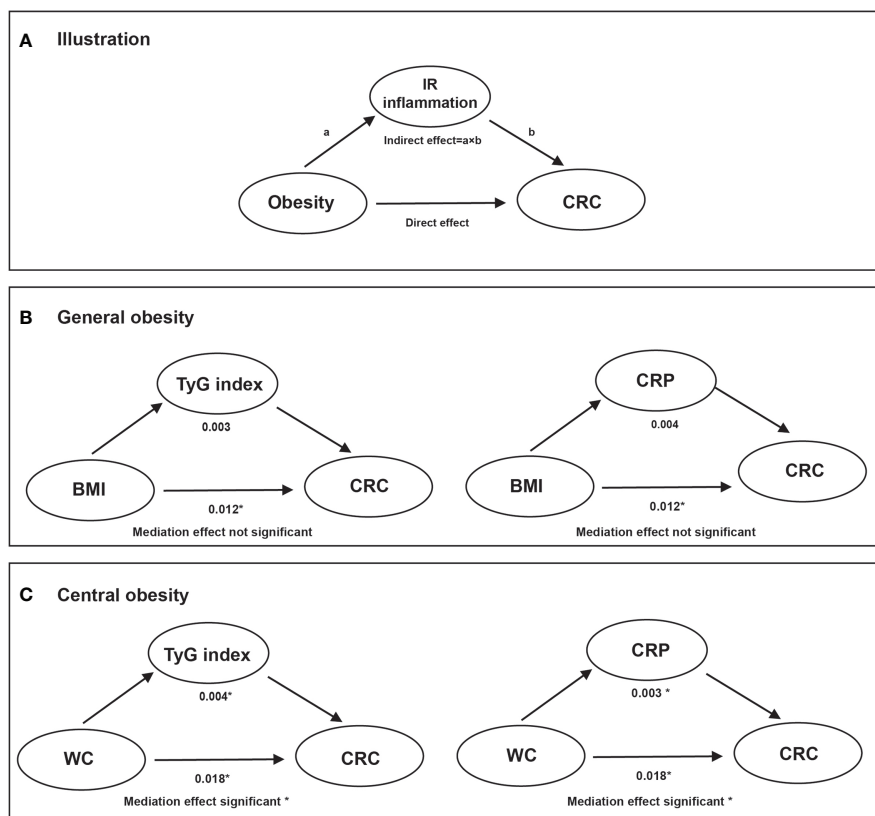 A Illustration
IR
inflammation
a
b
Indirect effect=a×b
Obesity
CRC
Direct effect
B General obesity
TyG index
0.003
BMI
CRC
0.012*
Mediation effect not significant
CRP
0.004
BMI
CRC
0.012*
Mediation effect not significant
C Central obesity
TyG index
0.004*
WC
CRC
0.018*
Mediation effect significant *
CRP
0.003 *
WC
CRC
0.018*
Mediation effect significant *